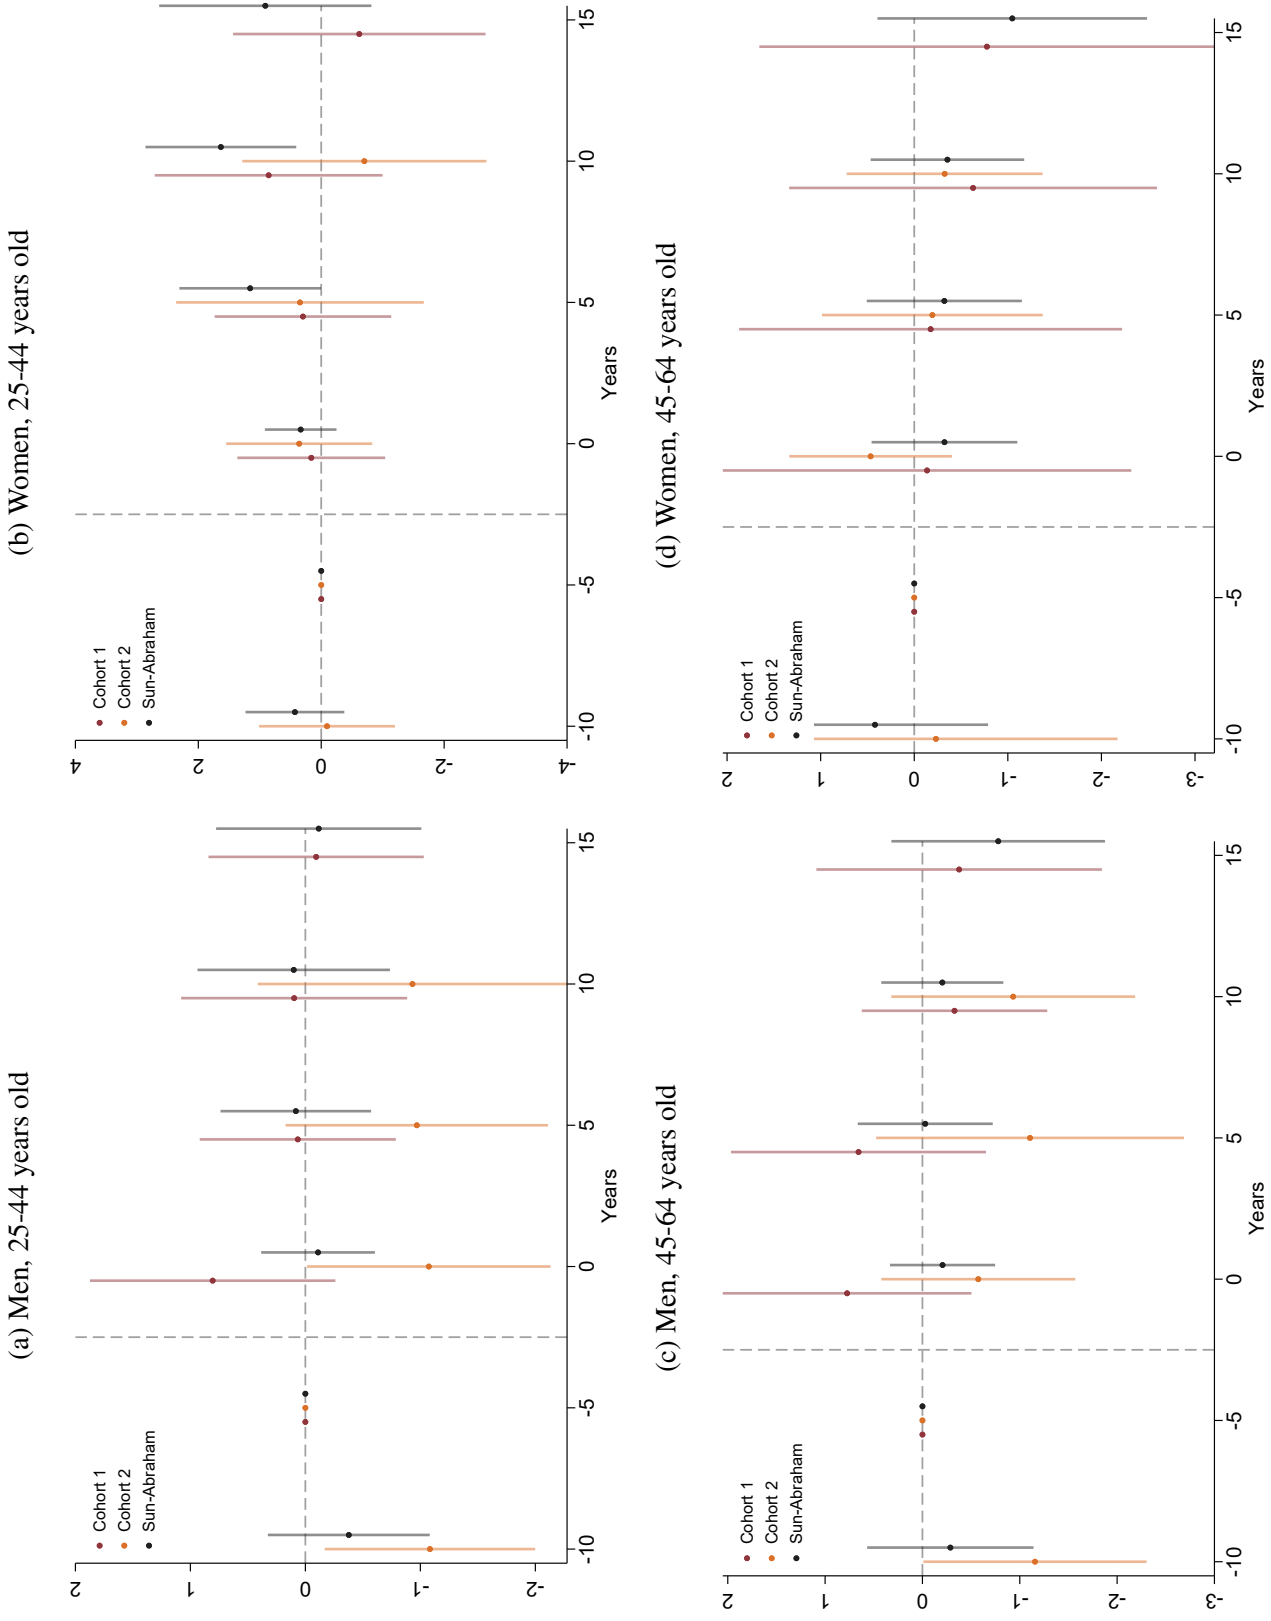 (a) Men, 25-44 years old
2
1
0
-1
-2
-10
-5
0
5
10
15
Years
Cohort 1
Cohort 2
Sun-Abraham
(b) Women, 25-44 years old
4
2
0
-2
-4
-10
-5
0
5
10
15
Years
Cohort 1
Cohort 2
Sun-Abraham
(c) Men, 45-64 years old
2
1
0
-1
-2
-3
-10
-5
0
5
10
15
Years
Cohort 1
Cohort 2
Sun-Abraham
(d) Women, 45-64 years old
2
1
0
-1
-2
-3
-10
-5
0
5
10
15
Years
Cohort 1
Cohort 2
Sun-Abraham